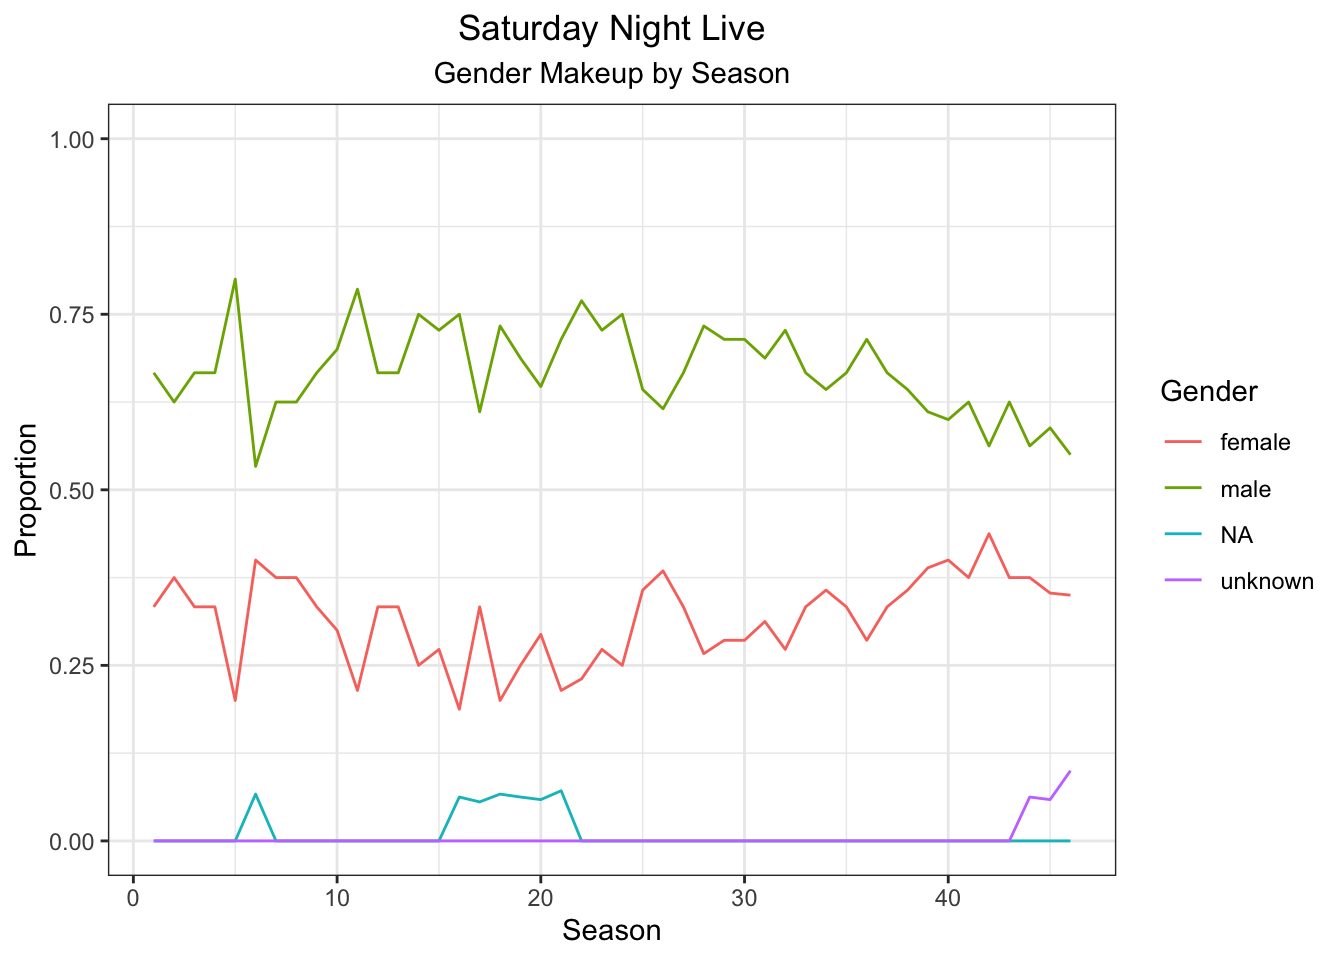 Saturday Night Live
Gender Makeup by Season
1.00
0.75
0.50
0.25
0.00
Proportion
0 10 20 30 40
Season
Gender
female
male
NA
unknown